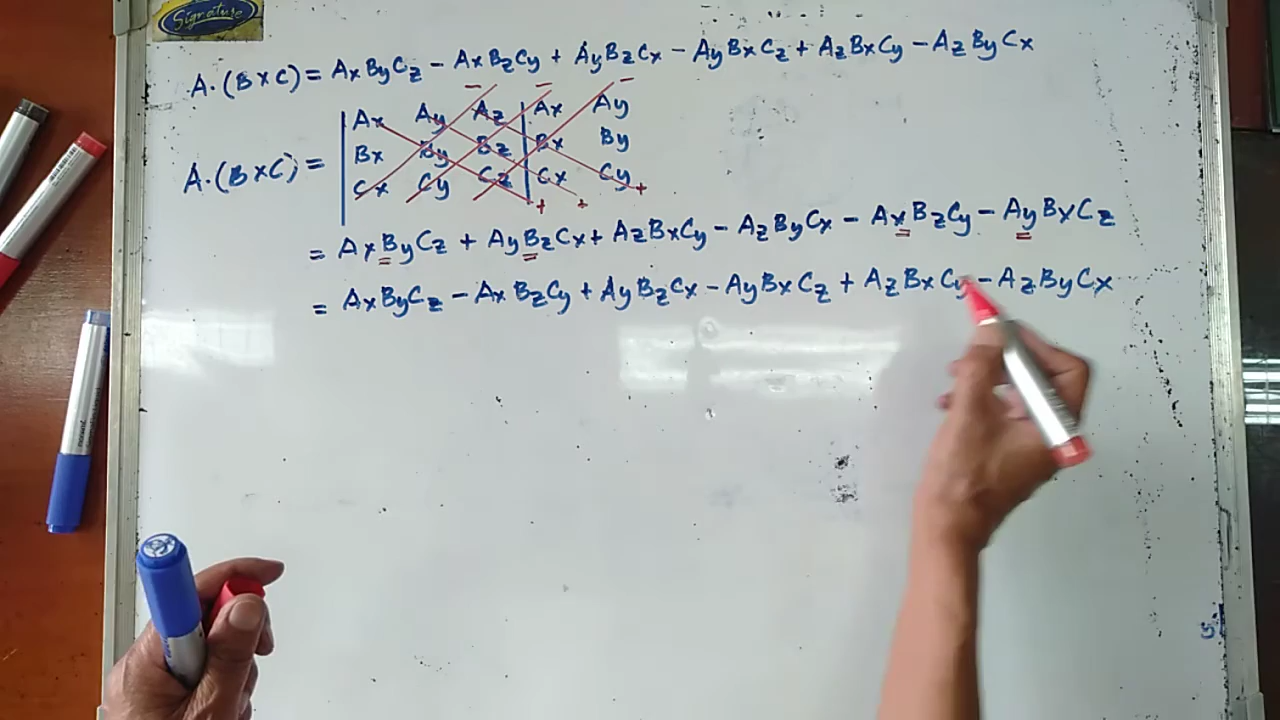 Signature
A.(B×C) = AxByCz - AxBzCy + AyBzCx - AyBxCz + AzBxCy - AzByCx
Ax Ay Az Ax Ay
A.(B×C) = Bx By Bz Bx By
Cx Cy Cz Cx Cy
= AxByCz + AyBzCx + AzBxCy - AzByCx - AxBzCy - AyBxCz
= AxByCz - AxBzCy + AyBzCx - AyBxCz + AzBxCy - AzByCx